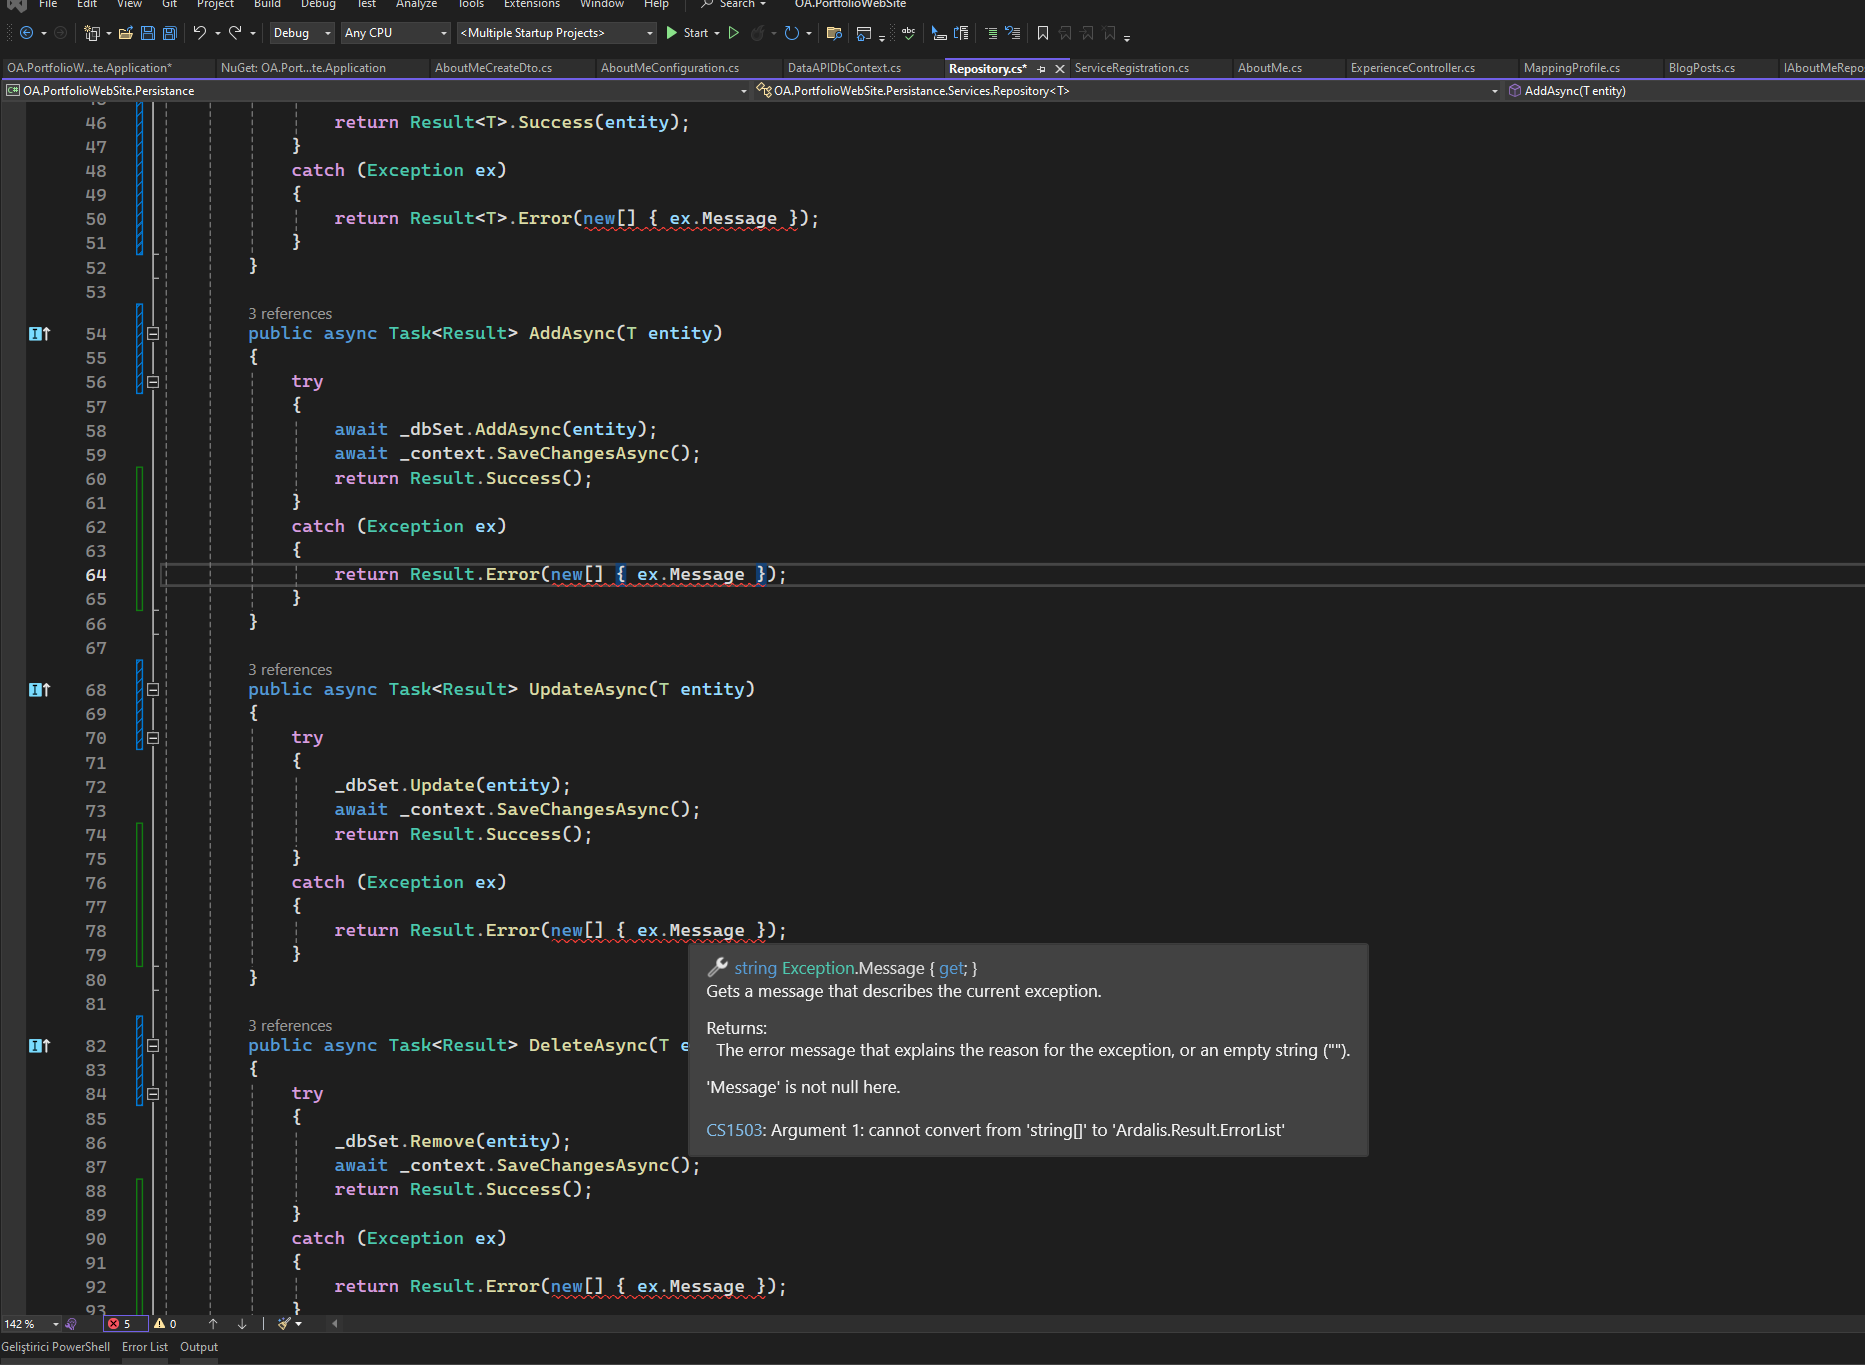 File Edit View Git Project Build Debug Test Analyze Tools Extensions Window Help Search OA.PortfolioWebSite
Debug Any CPU <Multiple Startup Projects> Start
OA.PortfolioW...te.Application* NuGet: OA.Port...te.Application AboutMeCreateDto.cs AboutMeConfiguration.cs DataAPIDbContext.cs Repository.cs* ServiceRegistration.cs AboutMe.cs ExperienceController.cs MappingProfile.cs BlogPosts.cs IAboutMeRepo
C# OA.PortfolioWebSite.Persistance OA.PortfolioWebSite.Persistance.Services.Repository<T> AddAsync(T entity)
46 return Result<T>.Success(entity);
47 }
48 catch (Exception ex)
49 {
50 return Result<T>.Error(new[] { ex.Message });
51 }
52 }
53
3 references
54 public async Task<Result> AddAsync(T entity)
55 {
56 try
57 {
58 await _dbSet.AddAsync(entity);
59 await _context.SaveChangesAsync();
60 return Result.Success();
61 }
62 catch (Exception ex)
63 {
64 return Result.Error(new[] { ex.Message });
65 }
66 }
67
3 references
68 public async Task<Result> UpdateAsync(T entity)
69 {
70 try
71 {
72 _dbSet.Update(entity);
73 await _context.SaveChangesAsync();
74 return Result.Success();
75 }
76 catch (Exception ex)
77 {
78 return Result.Error(new[] { ex.Message });
79 }
80 }
81
string Exception.Message { get; }
Gets a message that describes the current exception.
Returns:
The error message that explains the reason for the exception, or an empty string ("").
'Message' is not null here.
CS1503: Argument 1: cannot convert from 'string[]' to 'Ardalis.Result.ErrorList'
3 references
82 public async Task<Result> DeleteAsync(T e
83 {
84 try
85 {
86 _dbSet.Remove(entity);
87 await _context.SaveChangesAsync();
88 return Result.Success();
89 }
90 catch (Exception ex)
91 {
92 return Result.Error(new[] { ex.Message });
93 }
142 % 5 0
Geliştirici PowerShell Error List Output